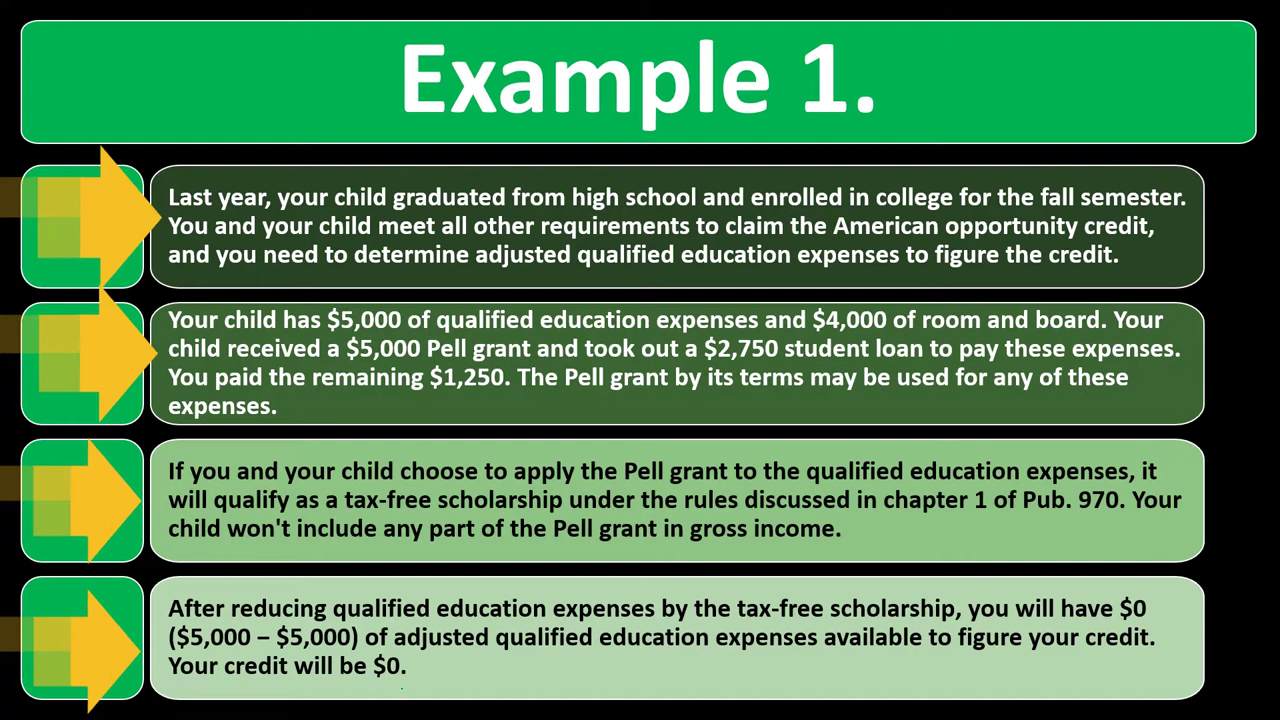 Example 1.
Last year, your child graduated from high school and enrolled in college for the fall semester.
You and your child meet all other requirements to claim the American opportunity credit,
and you need to determine adjusted qualified education expenses to figure the credit.
Your child has $5,000 of qualified education expenses and $4,000 of room and board. Your
child received a $5,000 Pell grant and took out a $2,750 student loan to pay these expenses.
You paid the remaining $1,250. The Pell grant by its terms may be used for any of these
expenses.
If you and your child choose to apply the Pell grant to the qualified education expenses, it
will qualify as a tax-free scholarship under the rules discussed in chapter 1 of Pub. 970. Your
child won't include any part of the Pell grant in gross income.
After reducing qualified education expenses by the tax-free scholarship, you will have $0
($5,000 − $5,000) of adjusted qualified education expenses available to figure your credit.
Your credit will be $0.